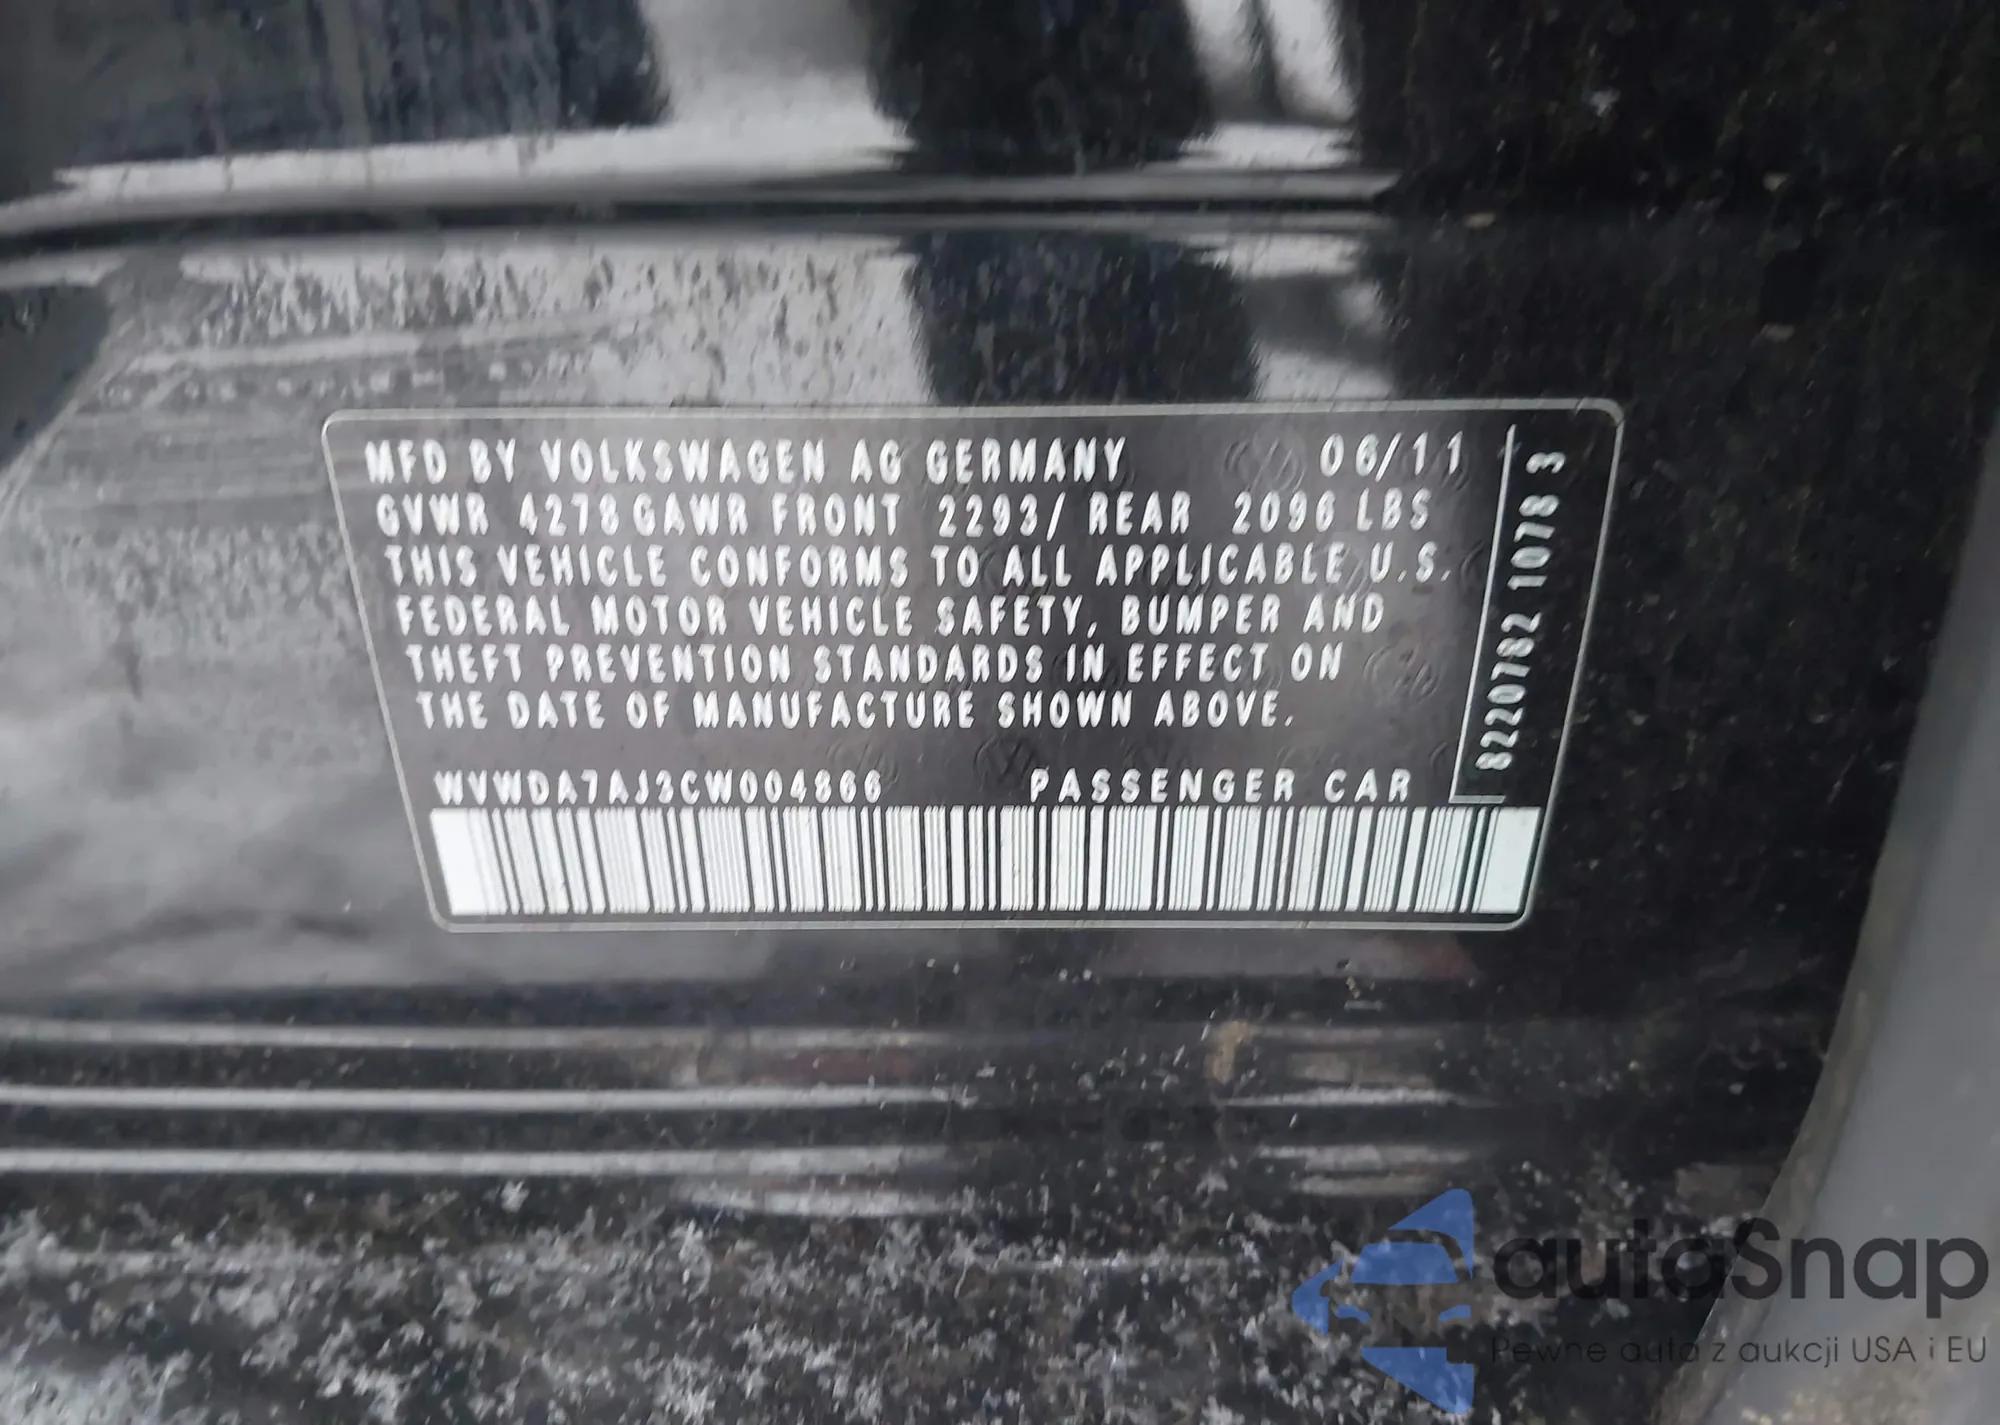 MFD BY VOLKSWAGEN AG GERMANY 06/11
GVWR 4278 GAWR FRONT 2293/ REAR 2096 LBS
THIS VEHICLE CONFORMS TO ALL APPLICABLE U.S.
FEDERAL MOTOR VEHICLE SAFETY, BUMPER AND
THEFT PREVENTION STANDARDS IN EFFECT ON
THE DATE OF MANUFACTURE SHOWN ABOVE.
WVWDA7AJ3CW004866 PASSENGER CAR
8220782 1078 3
autoSnap
Pewne auta z aukcji USA i EU